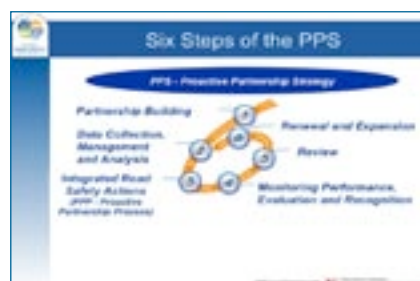 Six Steps of the PPS
PPS - Proactive Partnership Strategy
Partnership Building
Data Collection,
Management
and Analysis
Integrated Road
Safety Actions
(PPP - Proactive
Partnership Process)
Renewal and Expansion
Review
Monitoring Performance,
Evaluation and Recognition